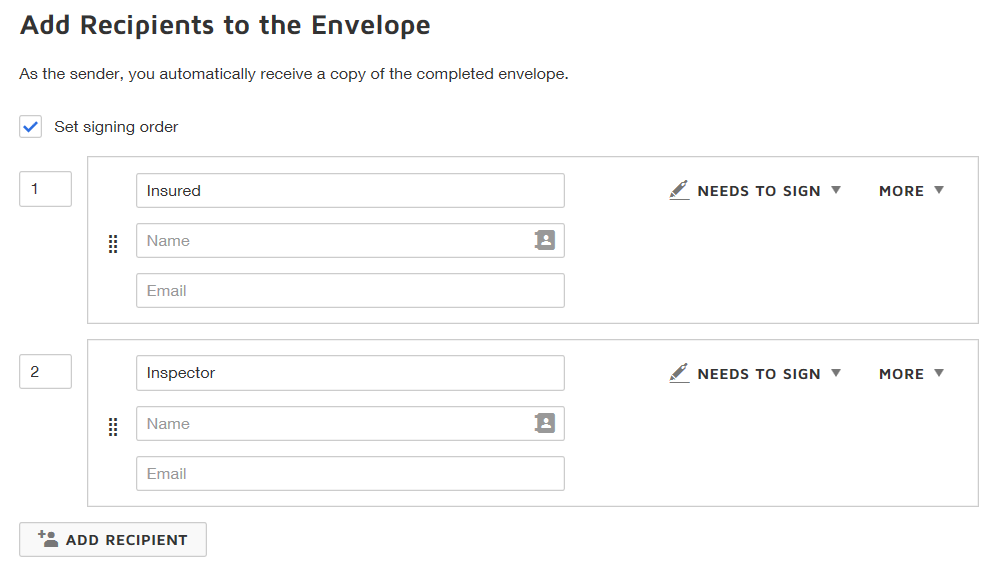 Add Recipients to the Envelope
As the sender, you automatically receive a copy of the completed envelope.
Set signing order
1
Insured
NEEDS TO SIGN
MORE
Name
Email
2
Inspector
NEEDS TO SIGN
MORE
Name
Email
ADD RECIPIENT